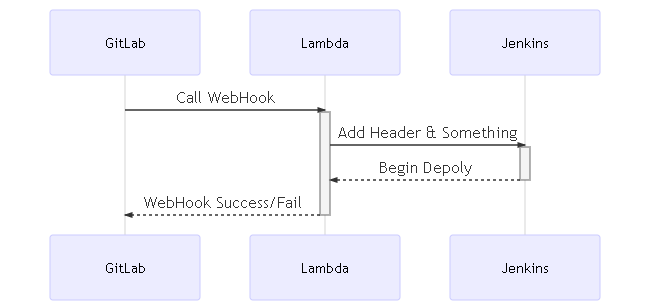 GitLab
Lambda
Jenkins
Call WebHook
Add Header & Something
Begin Depoly
WebHook Success/Fail
GitLab
Lambda
Jenkins